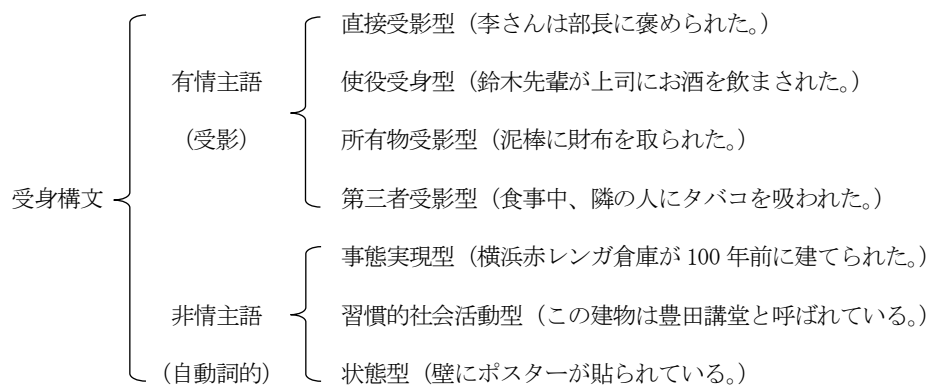 直接受影型（李さんは部長に褒められた。）
有情主語
使役受身型（鈴木先輩が上司にお酒を飲まされた。）
（受影）
所有物受影型（泥棒に財布を取られた。）
受身構文
第三者受影型（食事中、隣の人にタバコを吸われた。）
事態実現型（横浜赤レンガ倉庫が 100 年前に建てられた。）
非情主語
習慣的社会活動型（この建物は豊田講堂と呼ばれている。）
（自動詞的）
状態型（壁にポスターが貼られている。）